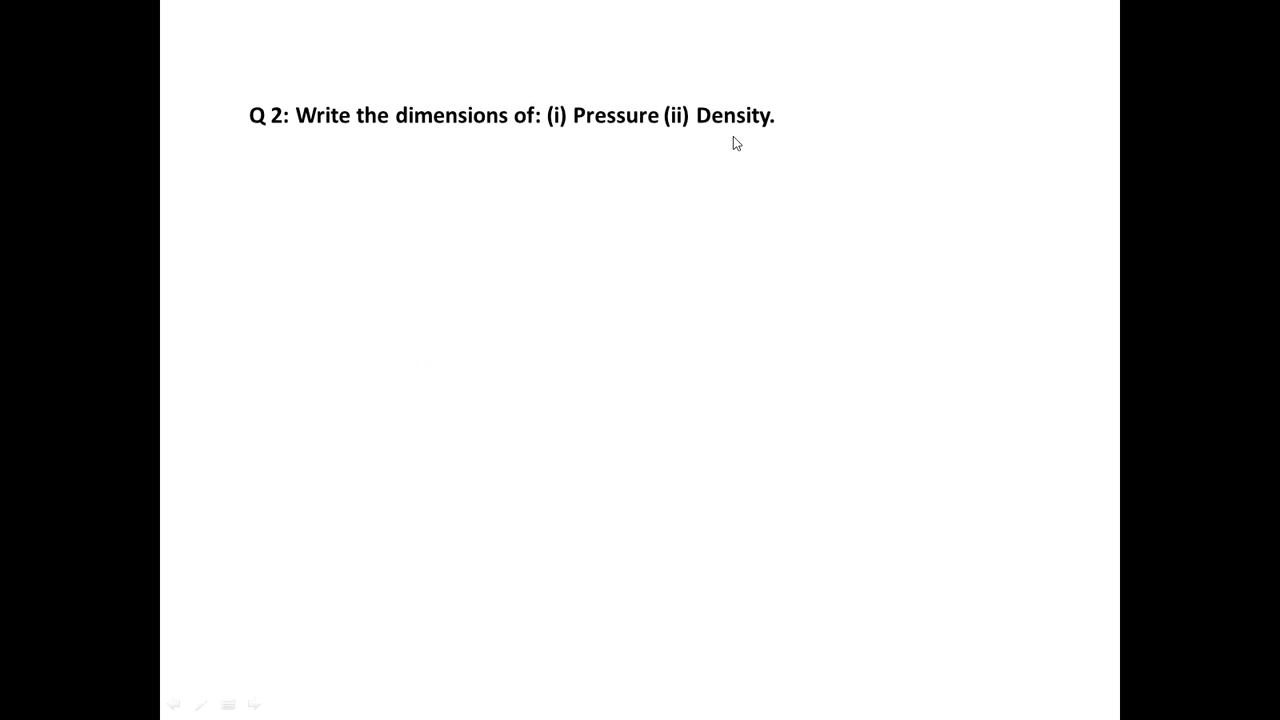 Q 2: Write the dimensions of: (i) Pressure (ii) Density.